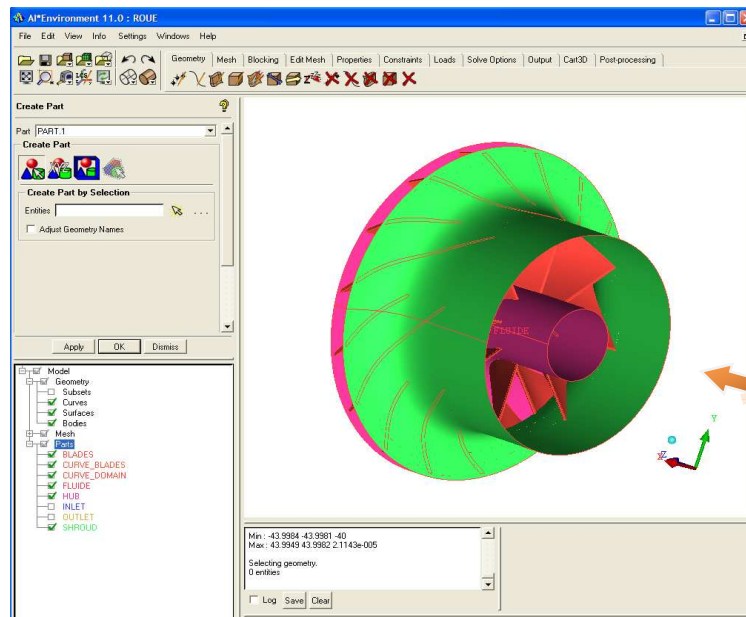 AI*Environment 11.0 : ROUE
File Edit View Info Settings Windows Help
Geometry Mesh Blocking Edit Mesh Properties Constraints Loads Solve Options Output Cart3D Post-processing
Create Part
Part PART.1
Create Part
Create Part by Selection
Entities
Adjust Geometry Names
Apply OK Dismiss
Model
Geometry
Subsets
Curves
Surfaces
Bodies
Mesh
Parts
BLADES
CURVE_BLADES
CURVE_DOMAIN
FLUIDE
HUB
INLET
OUTLET
SHROUD
FLUIDE
Y
Z
Min : -43.9984 -43.9981 -40
Max : 43.9949 43.9982 2.1143e-005
Selecting geometry.
0 entities
Log Save Clear